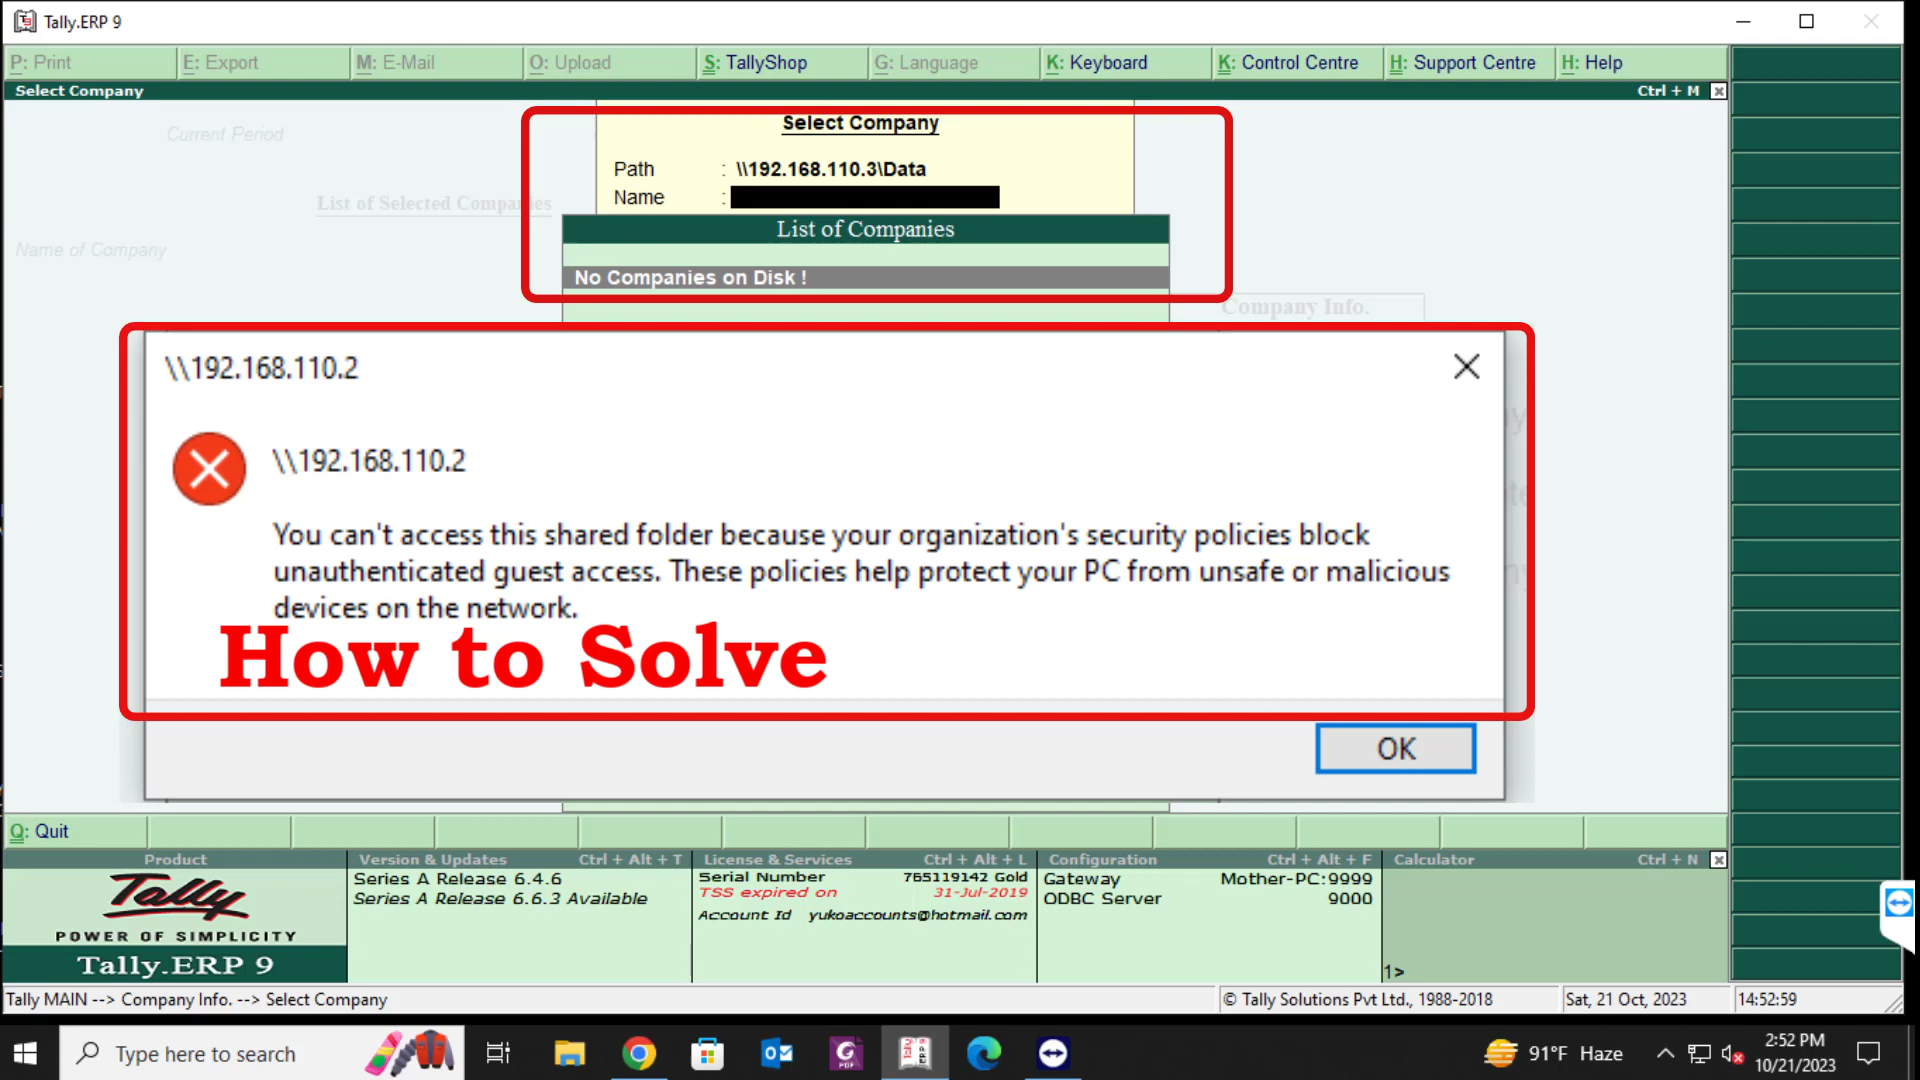 Tally.ERP 9
P: Print E: Export M: E-Mail O: Upload S: TallyShop G: Language K: Keyboard K: Control Centre H: Support Centre H: Help
Select Company Ctrl + M
Current Period
Select Company
Path : \\192.168.110.3\Data
Name :
List of Selected Companies
List of Companies
Name of Company
No Companies on Disk !
Company Info.
\\192.168.110.2
\\192.168.110.2
You can't access this shared folder because your organization's security policies block
unauthenticated guest access. These policies help protect your PC from unsafe or malicious
devices on the network.
How to Solve
OK
Q: Quit
Product Version & Updates Ctrl + Alt + T License & Services Ctrl + Alt + L Configuration Ctrl + Alt + F Calculator Ctrl + N
Tally
POWER OF SIMPLICITY
Tally.ERP 9
Series A Release 6.4.6
Series A Release 6.6.3 Available
Serial Number 765119142 Gold
TSS expired on 31-Jul-2019
Account Id yukoaccounts@hotmail.com
Gateway Mother-PC:9999
ODBC Server 9000
1>
Tally MAIN --> Company Info. --> Select Company © Tally Solutions Pvt Ltd., 1988-2018 Sat, 21 Oct, 2023 14:52:59
Type here to search 91°F Haze 2:52 PM
10/21/2023